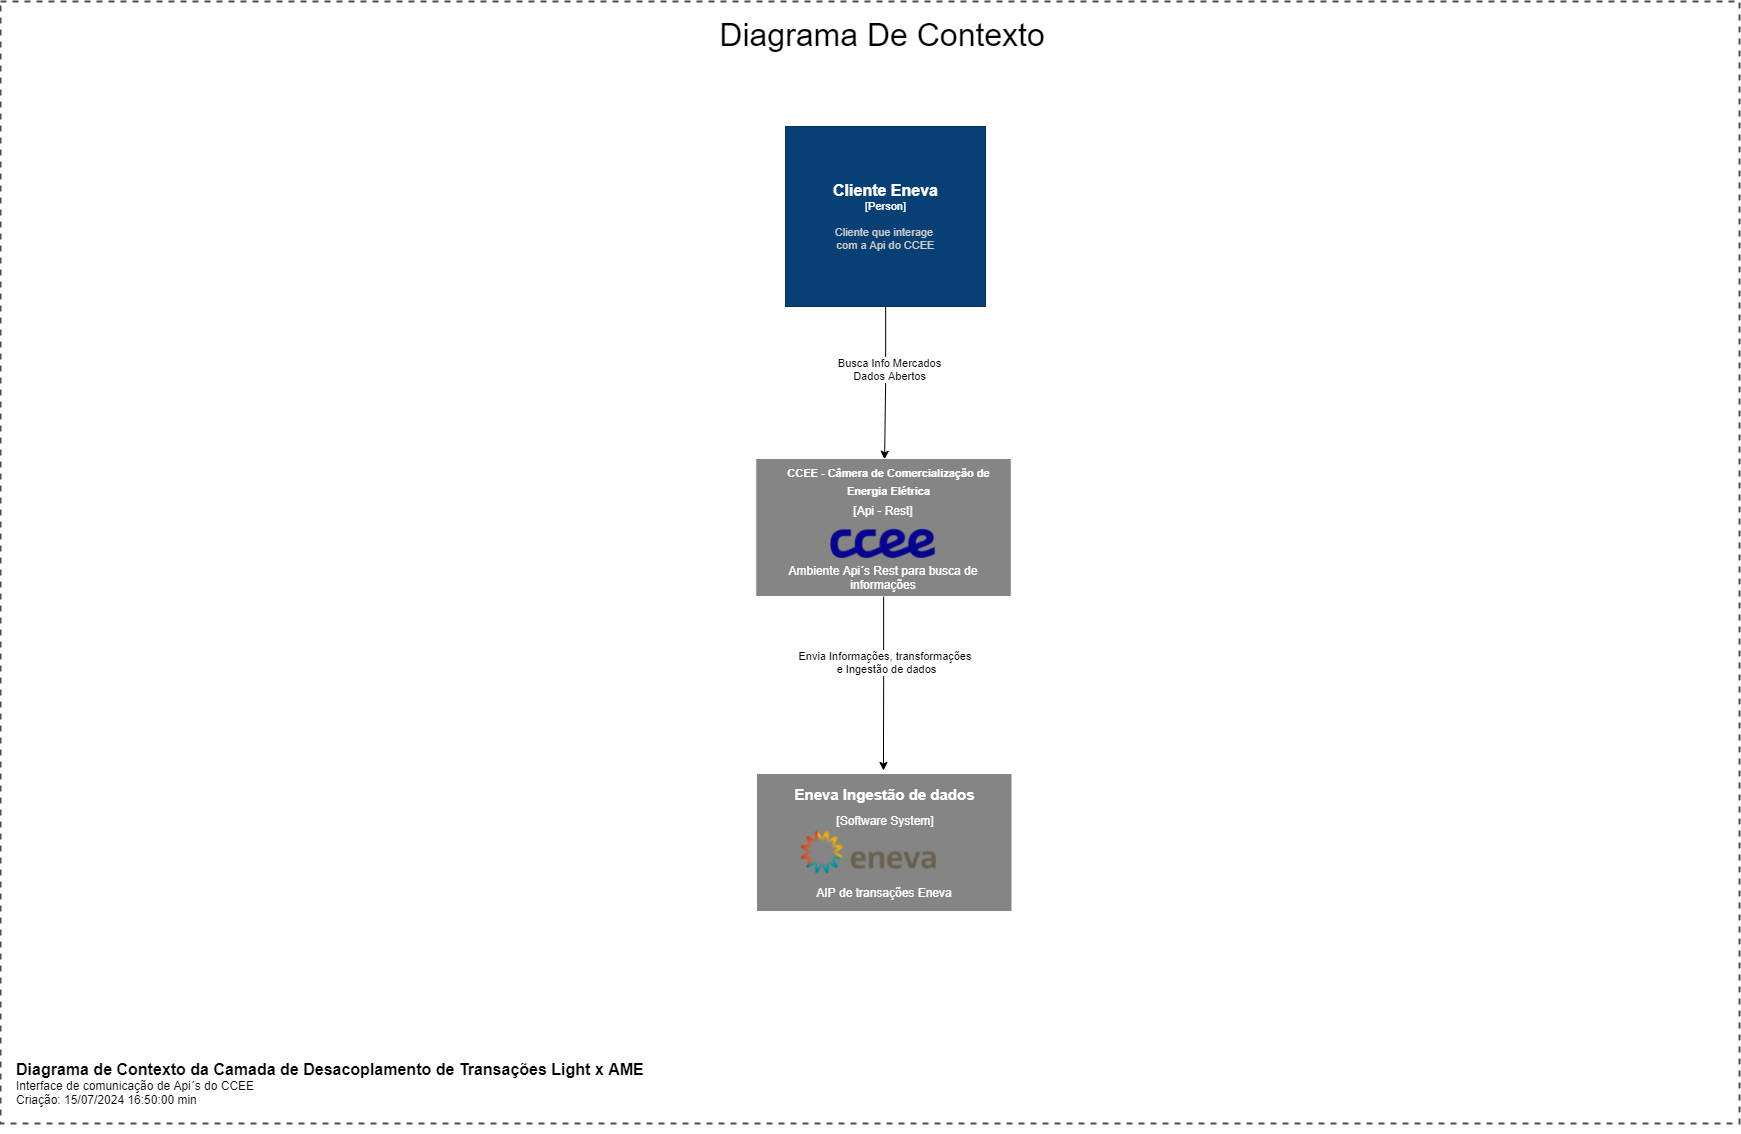 Diagrama De Contexto
Cliente Eneva
[Person]
Cliente que interage
com a Api do CCEE
Busca Info Mercados
Dados Abertos
CCEE - Câmera de Comercialização de
Energia Elétrica
[Api - Rest]
ccee
Ambiente Api´s Rest para busca de
informações
Envia Informações, transformações
e Ingestão de dados
Eneva Ingestão de dados
[Software System]
eneva
AIP de transações Eneva
Diagrama de Contexto da Camada de Desacoplamento de Transações Light x AME
Interface de comunicação de Api´s do CCEE
Criação: 15/07/2024 16:50:00 min